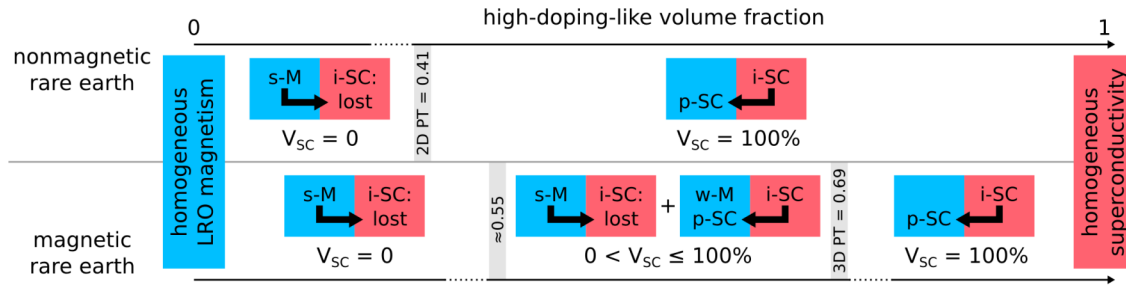 high-doping-like volume fraction
0
1
nonmagnetic
rare earth
homogeneous
LRO magnetism
s-M
i-SC:
lost
V_SC = 0
2D PT = 0.41
i-SC
p-SC
V_SC = 100%
homogeneous
superconductivity
magnetic
rare earth
s-M
i-SC:
lost
V_SC = 0
≈0.55
s-M
i-SC:
lost
+
w-M
i-SC
p-SC
0 < V_SC ≤ 100%
3D PT = 0.69
i-SC
p-SC
V_SC = 100%